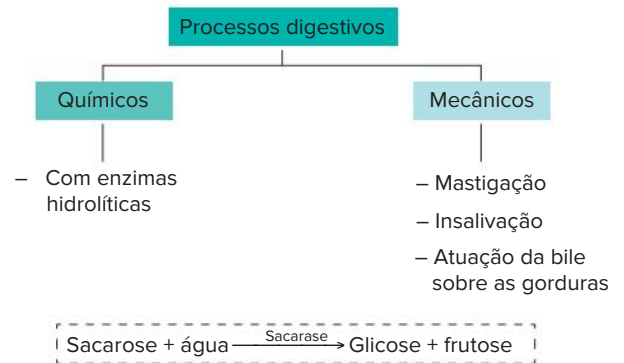 Processos digestivos
Químicos
Mecânicos
– Com enzimas
hidrolíticas
– Mastigação
– Insalivação
– Atuação da bile
sobre as gorduras
Sacarose + água Sacarase → Glicose + frutose